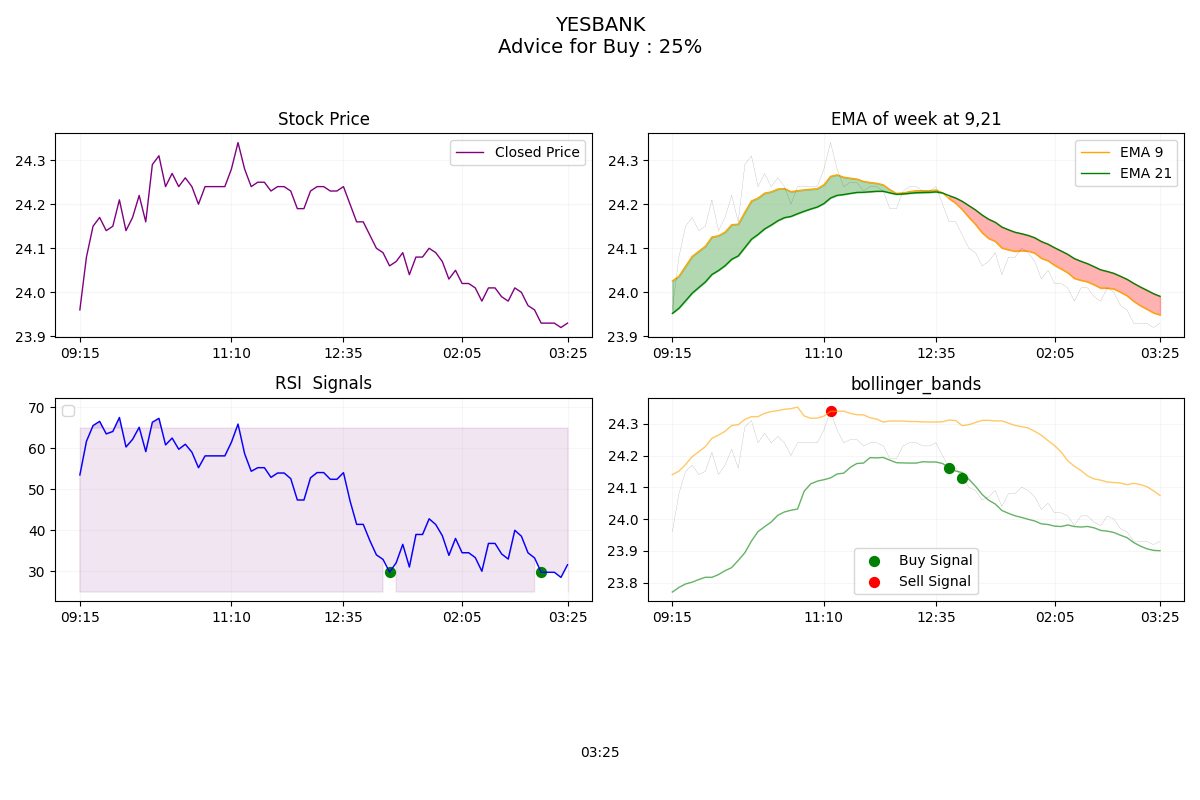 YESBANK
Advice for Buy : 25%
Stock Price
24.3
24.2
24.1
24.0
23.9
Closed Price
09:15 11:10 12:35 02:05 03:25
EMA of week at 9,21
24.3
24.2
24.1
24.0
23.9
EMA 9
EMA 21
09:15 11:10 12:35 02:05 03:25
RSI  Signals
70
60
50
40
30
09:15 11:10 12:35 02:05 03:25
bollinger_bands
24.3
24.2
24.1
24.0
23.9
23.8
Buy Signal
Sell Signal
09:15 11:10 12:35 02:05 03:25
03:25